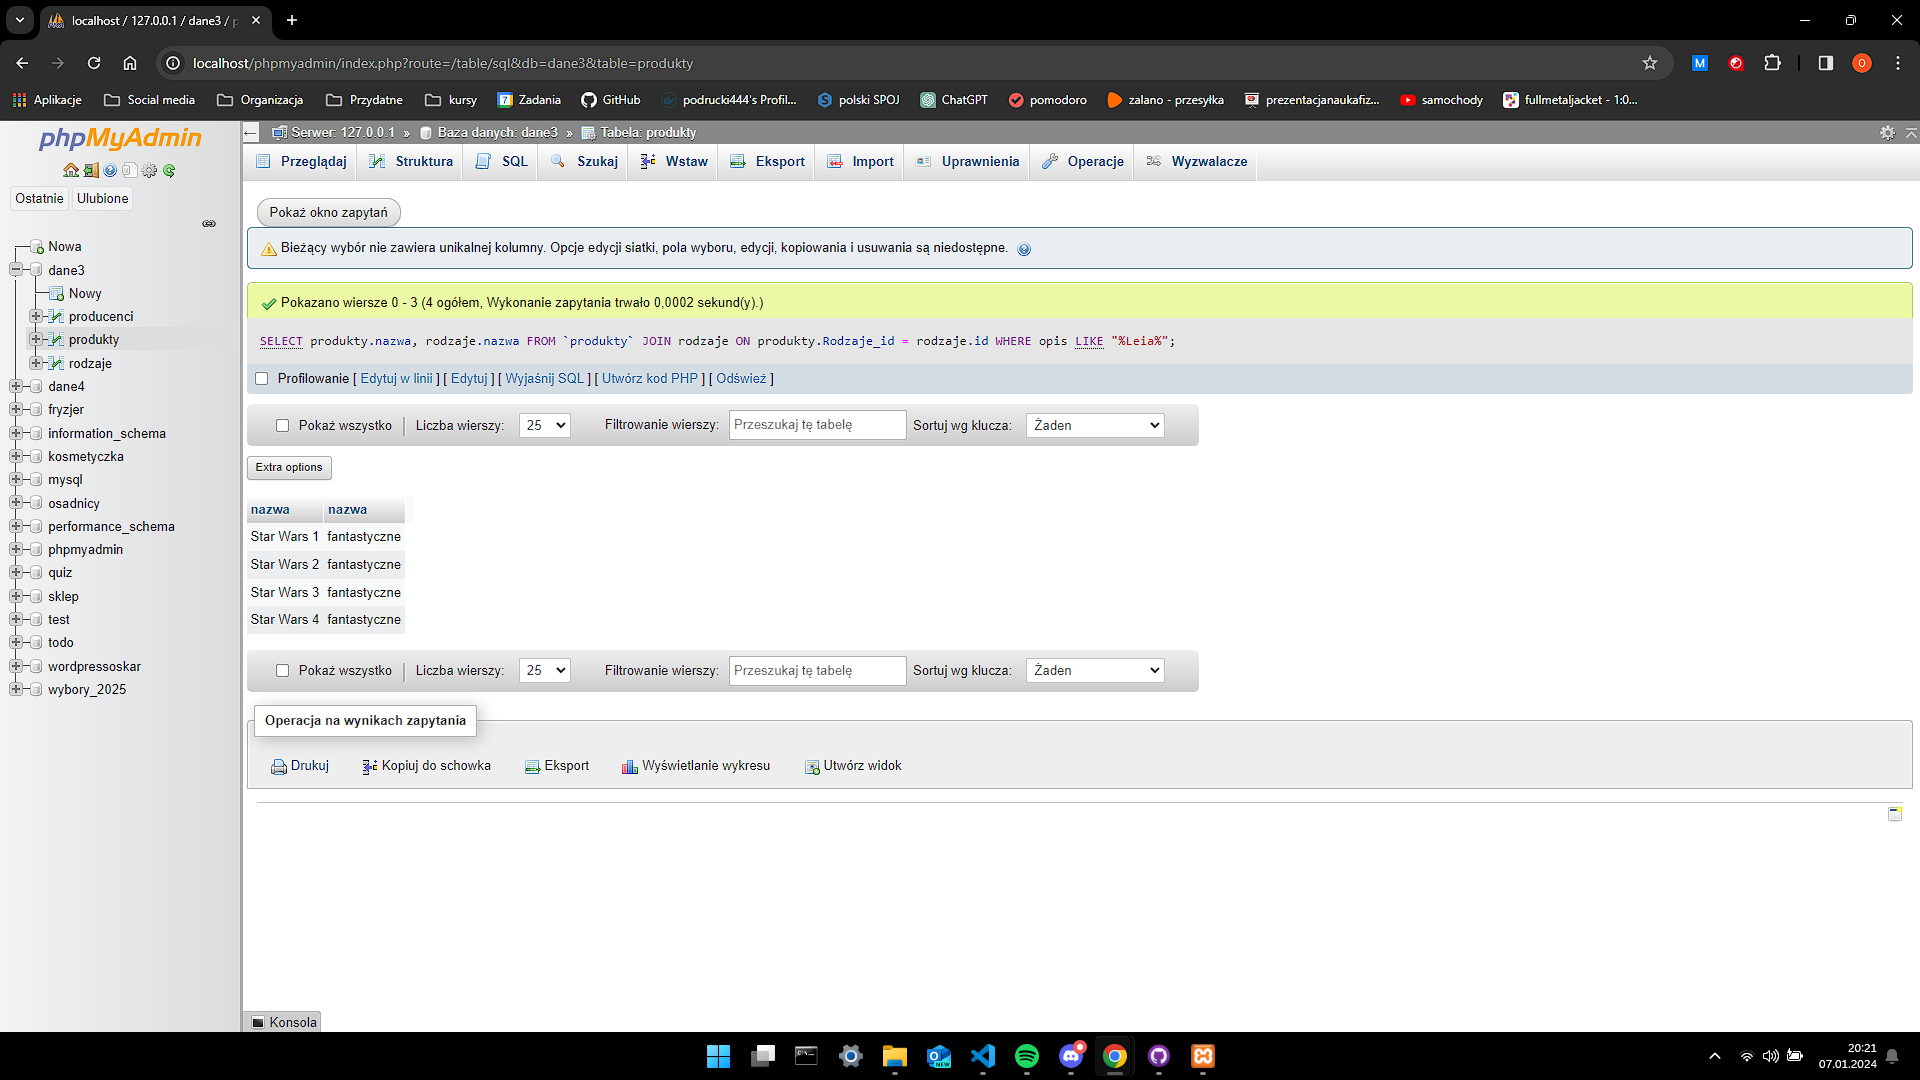 localhost / 127.0.0.1 / dane3 / p
localhost/phpmyadmin/index.php?route=/table/sql&db=dane3&table=produkty
Aplikacje Social media Organizacja Przydatne kursy Zadania GitHub podrucki444's Profil... polski SPOJ ChatGPT pomodoro zalano - przesyłka prezentacjanaukafiz... samochody fullmetaljacket - 1:0...
phpMyAdmin
Ostatnie Ulubione
Nowa
dane3
Nowy
producenci
produkty
rodzaje
dane4
fryzjer
information_schema
kosmetyczka
mysql
osadnicy
performance_schema
phpmyadmin
quiz
sklep
test
todo
wordpressoskar
wybory_2025
Serwer: 127.0.0.1 » Baza danych: dane3 » Tabela: produkty
Przeglądaj Struktura SQL Szukaj Wstaw Eksport Import Uprawnienia Operacje Wyzwalacze
Pokaż okno zapytań
Bieżący wybór nie zawiera unikalnej kolumny. Opcje edycji siatki, pola wyboru, edycji, kopiowania i usuwania są niedostępne.
Pokazano wiersze 0 - 3 (4 ogółem, Wykonanie zapytania trwało 0,0002 sekund(y).)
SELECT produkty.nazwa, rodzaje.nazwa FROM `produkty` JOIN rodzaje ON produkty.Rodzaje_id = rodzaje.id WHERE opis LIKE "%Leia%";
Profilowanie [ Edytuj w linii ] [ Edytuj ] [ Wyjaśnij SQL ] [ Utwórz kod PHP ] [ Odśwież ]
Pokaż wszystko Liczba wierszy: 25 Filtrowanie wierszy: Przeszukaj tę tabelę Sortuj wg klucza: Żaden
Extra options
nazwa nazwa
Star Wars 1 fantastyczne
Star Wars 2 fantastyczne
Star Wars 3 fantastyczne
Star Wars 4 fantastyczne
Pokaż wszystko Liczba wierszy: 25 Filtrowanie wierszy: Przeszukaj tę tabelę Sortuj wg klucza: Żaden
Operacja na wynikach zapytania
Drukuj Kopiuj do schowka Eksport Wyświetlanie wykresu Utwórz widok
Konsola
20:21
07.01.2024